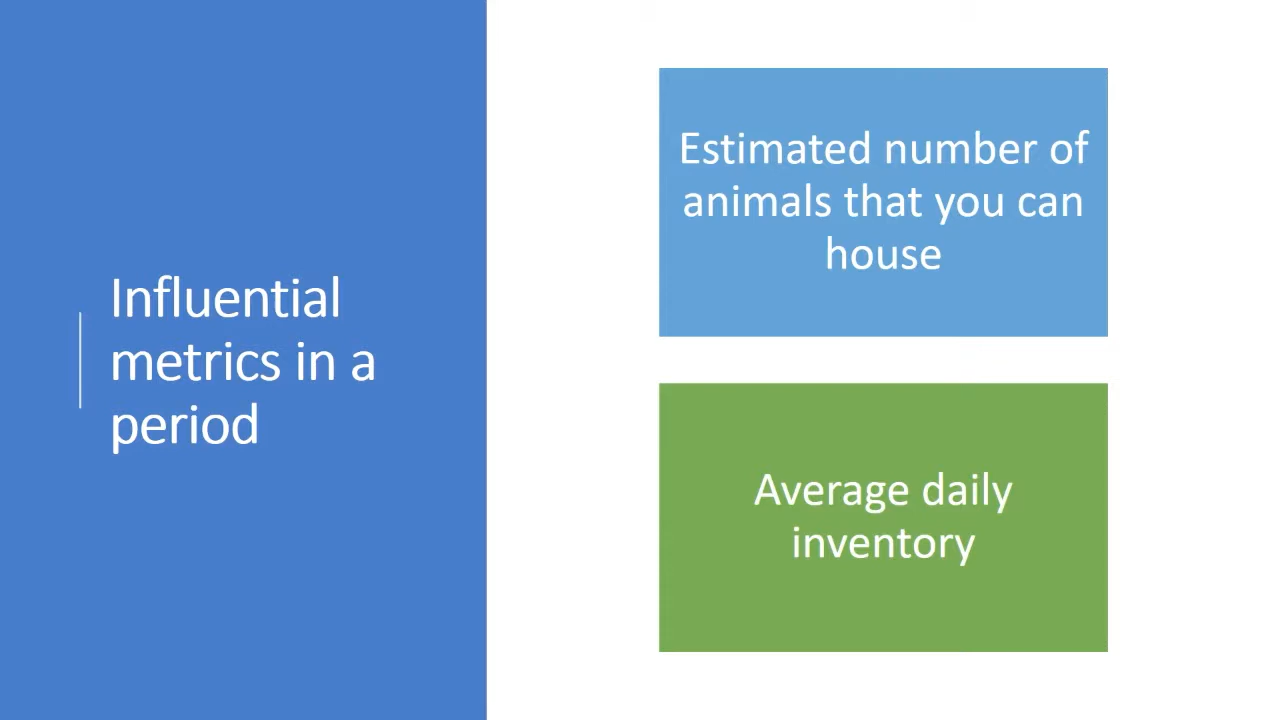 Influential
metrics in a
period
Estimated number of
animals that you can
house
Average daily
inventory